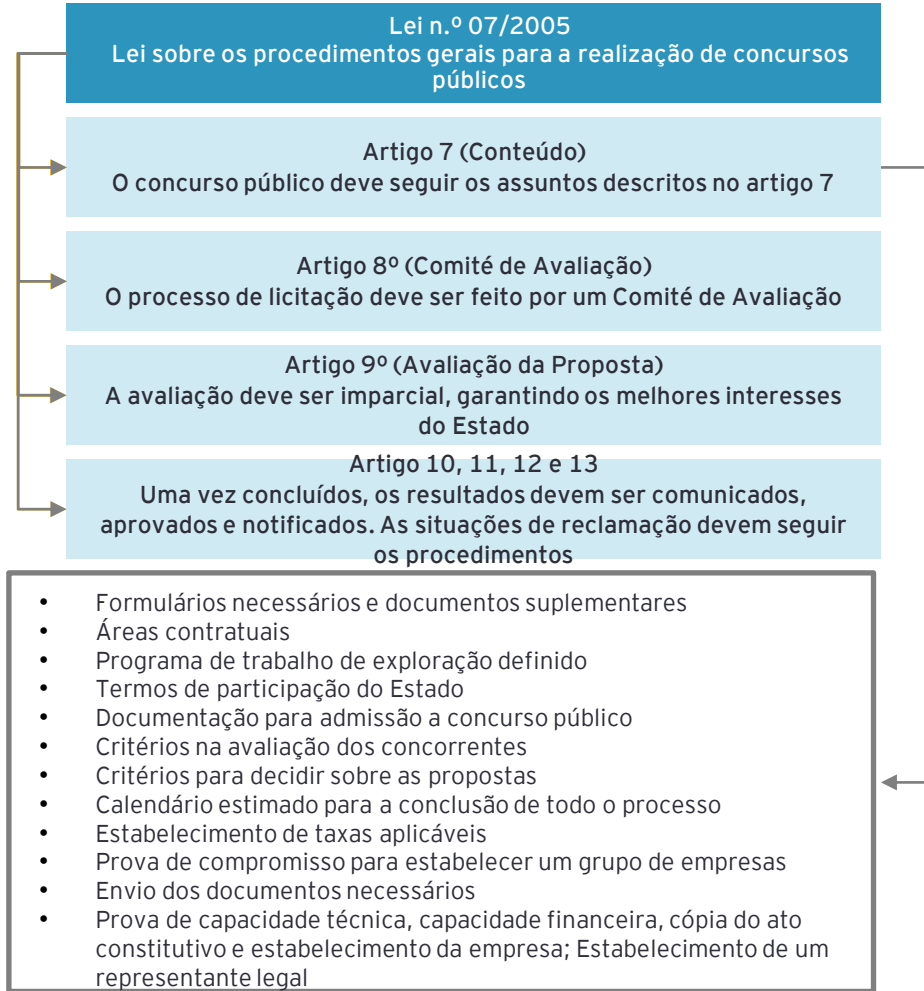 Lei n.º 07/2005
Lei sobre os procedimentos gerais para a realização de concursos
públicos
Artigo 7 (Conteúdo)
O concurso público deve seguir os assuntos descritos no artigo 7
Artigo 8º (Comité de Avaliação)
O processo de licitação deve ser feito por um Comité de Avaliação
Artigo 9º (Avaliação da Proposta)
A avaliação deve ser imparcial, garantindo os melhores interesses
do Estado
Artigo 10, 11, 12 e 13
Uma vez concluídos, os resultados devem ser comunicados,
aprovados e notificados. As situações de reclamação devem seguir
os procedimentos
• Formulários necessários e documentos suplementares
• Áreas contratuais
• Programa de trabalho de exploração definido
• Termos de participação do Estado
• Documentação para admissão a concurso público
• Critérios na avaliação dos concorrentes
• Critérios para decidir sobre as propostas
• Calendário estimado para a conclusão de todo o processo
• Estabelecimento de taxas aplicáveis
• Prova de compromisso para estabelecer um grupo de empresas
• Envio dos documentos necessários
• Prova de capacidade técnica, capacidade financeira, cópia do ato
constitutivo e estabelecimento da empresa; Estabelecimento de um
representante legal